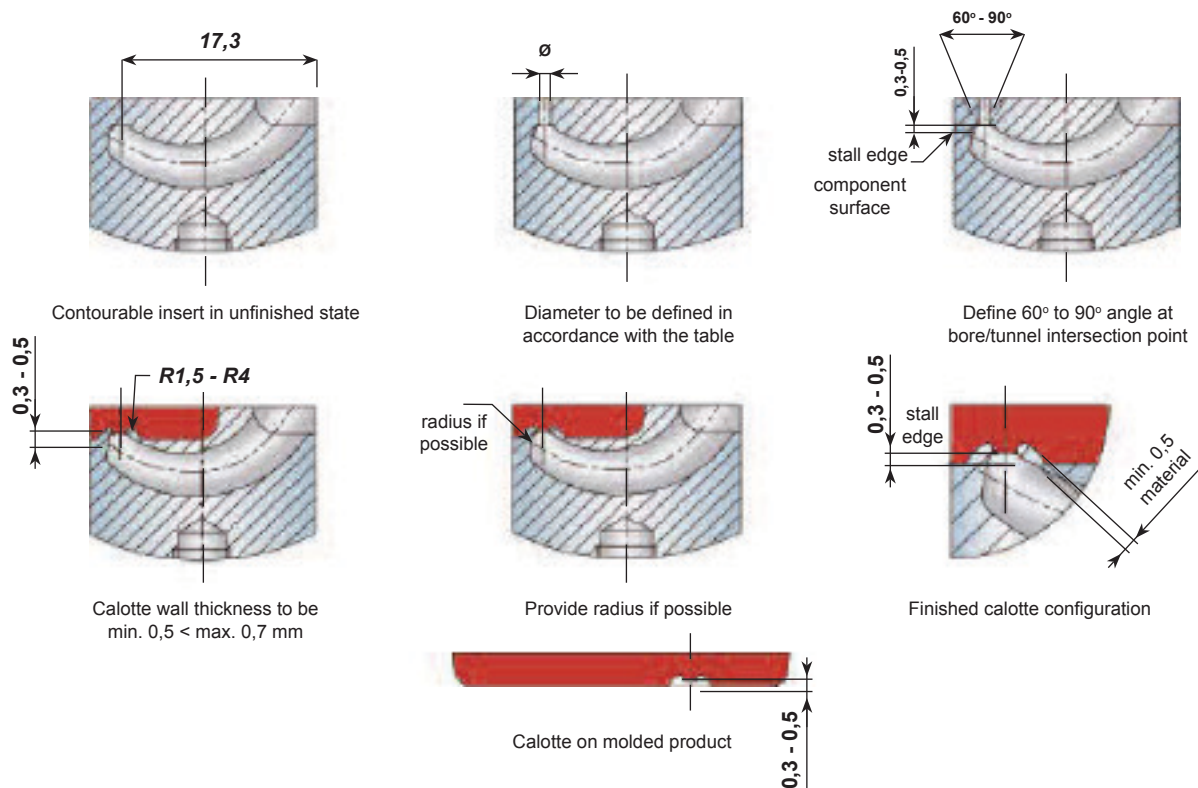 17,3
Ø
60° - 90°
0,3-0,5
stall edge
component
surface
Contourable insert in unfinished state
Diameter to be defined in
accordance with the table
Define 60° to 90° angle at
bore/tunnel intersection point
0,3 - 0,5
R1,5 - R4
radius if
possible
0,3 - 0,5
stall
edge
min. 0,5
material
Calotte wall thickness to be
min. 0,5 < max. 0,7 mm
Provide radius if possible
Finished calotte configuration
0,3 - 0,5
Calotte on molded product